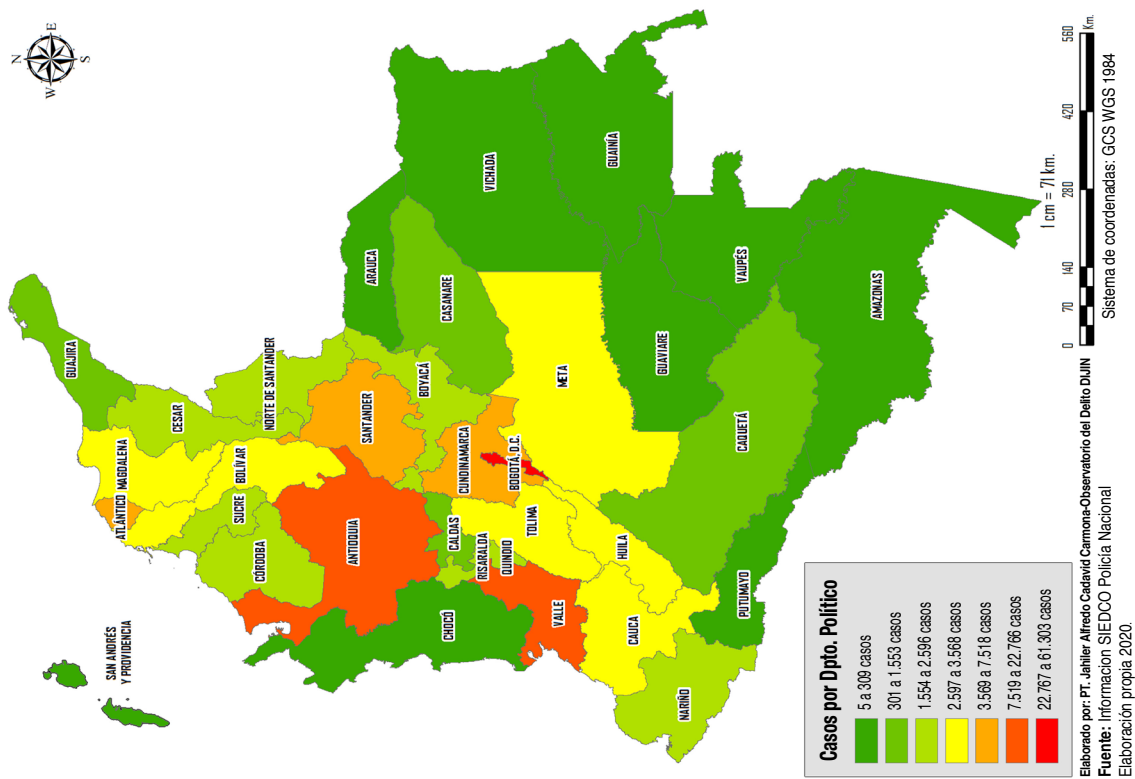 N
W
E
S
SAN ANDRÉS
Y PROVIDENCIA
GUAJIRA
ATLÁNTICO
MAGDALENA
CESAR
BOLÍVAR
SUCRE
CÓRDOBA
NORTE DE SANTANDER
ANTIOQUIA
SANTANDER
ARAUCA
CHOCÓ
CALDAS
RISARALDA
QUINDIO
CUNDINAMARCA
BOYACÁ
CASANARE
VICHADA
BOGOTÁ, D.C.
TOLIMA
VALLE
META
GUAINÍA
CAUCA
HUILA
GUAVIARE
NARIÑO
PUTUMAYO
CAQUETÁ
VAUPÉS
AMAZONAS
Casos por Dpto. Político
5 a 309 casos
301 a 1.553 casos
1.554 a 2.596 casos
2.597 a 3.568 casos
3.569 a 7.518 casos
7.519 a 22.766 casos
22.767 a 61.303 casos
1 cm = 71 km.
0 70 140 280 420 560
Km.
Sistema de coordenadas: GCS WGS 1984
Elaborado por: PT. Jahiler Alfredo Cadavid Carmona-Observatorio del Delito DIJIN
Fuente: Informacion SIEDCO Policía Nacional
Elaboración propia 2020.